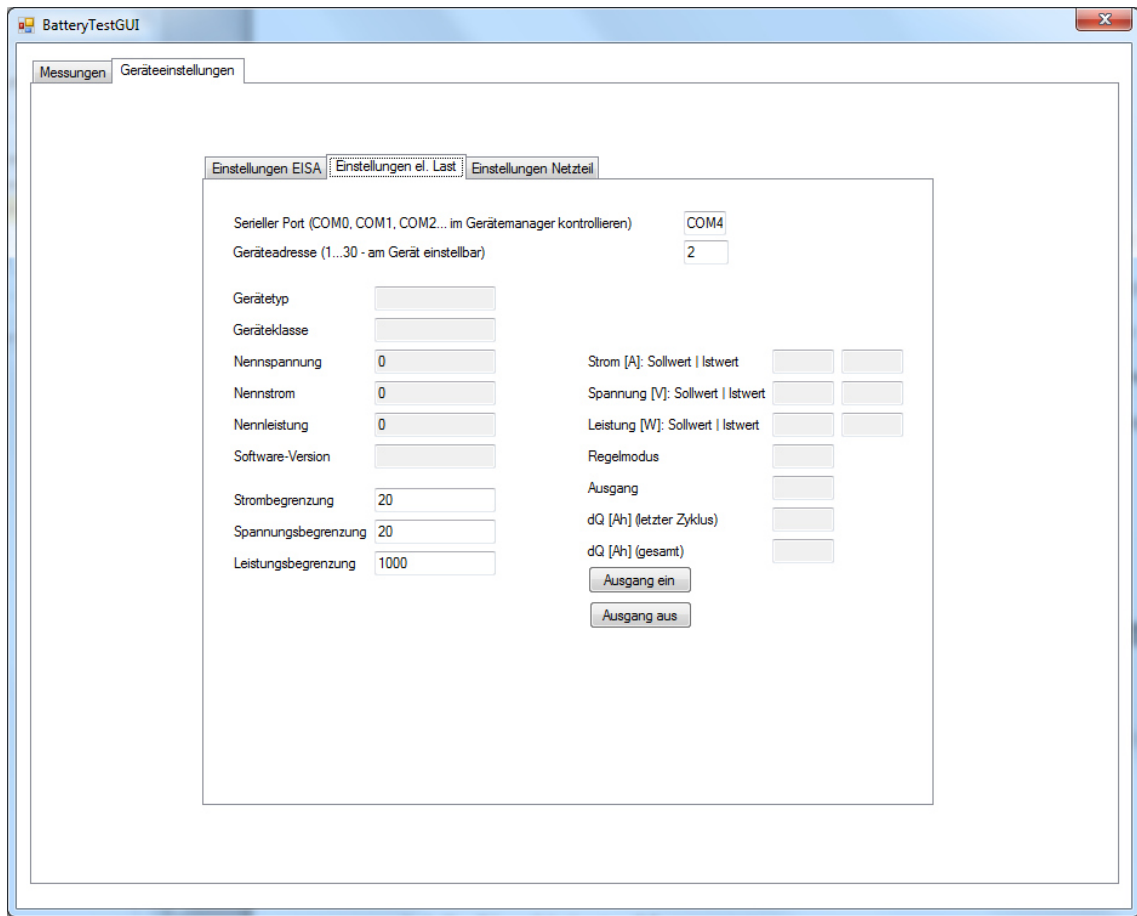 BatteryTestGUI
Messungen Geräteeinstellungen
Einstellungen EISA Einstellungen el. Last Einstellungen Netzteil
Serieller Port (COM0, COM1, COM2... im Gerätemanager kontrollieren) COM4
Geräteadresse (1...30 - am Gerät einstellbar) 2
Gerätetyp
Geräteklasse
Nennspannung 0
Nennstrom 0
Nennleistung 0
Software-Version
Strombegrenzung 20
Spannungsbegrenzung 20
Leistungsbegrenzung 1000
Strom [A]: Sollwert | Istwert
Spannung [V]: Sollwert | Istwert
Leistung [W]: Sollwert | Istwert
Regelmodus
Ausgang
dQ [Ah] (letzter Zyklus)
dQ [Ah] (gesamt)
Ausgang ein
Ausgang aus